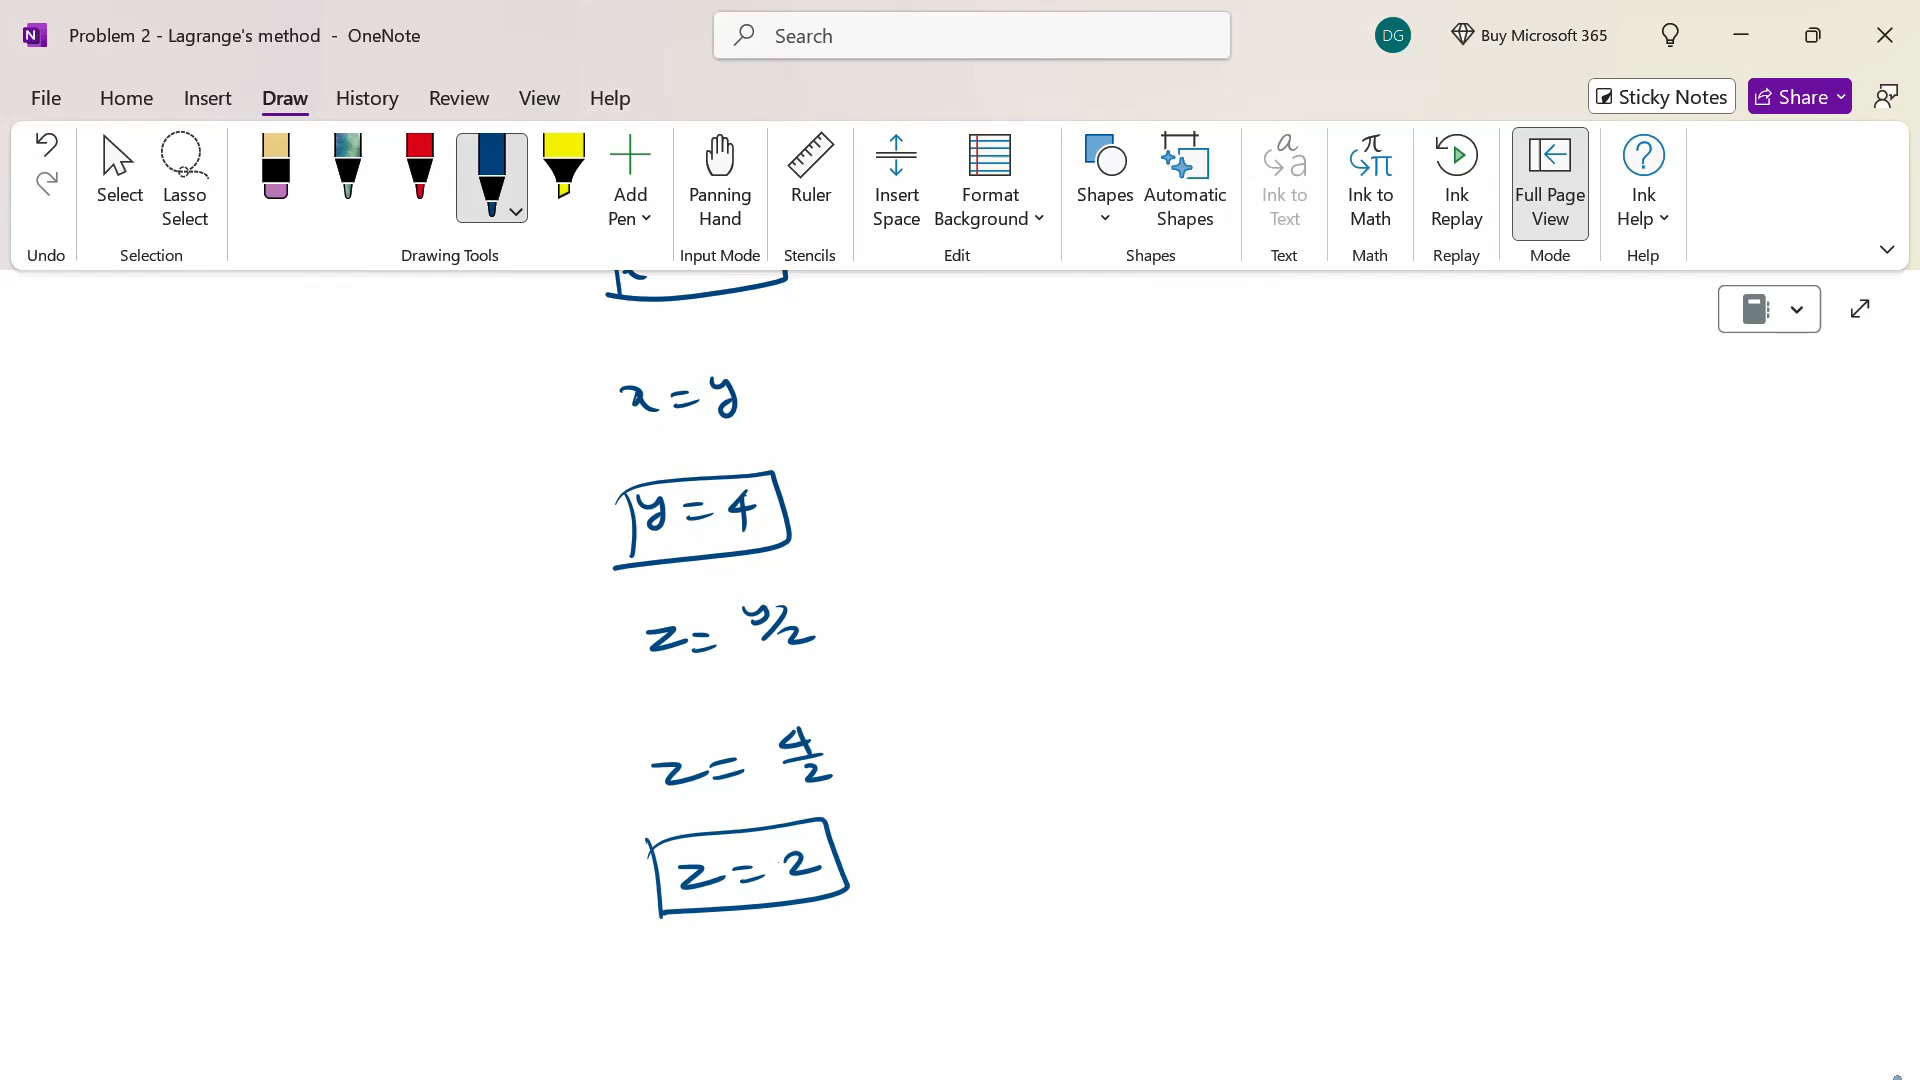 Problem 2 - Lagrange's method - OneNote
Search
DG
Buy Microsoft 365
File Home Insert Draw History Review View Help
Sticky Notes
Share
Select
Lasso Select
Add Pen
Panning Hand
Ruler
Insert Space
Format Background
Shapes
Automatic Shapes
Ink to Text
Ink to Math
Ink Replay
Full Page View
Ink Help
Undo Selection Drawing Tools Input Mode Stencils Edit Shapes Text Math Replay Mode Help
x = y
y = 4
z = y/2
z = 4/2
z = 2